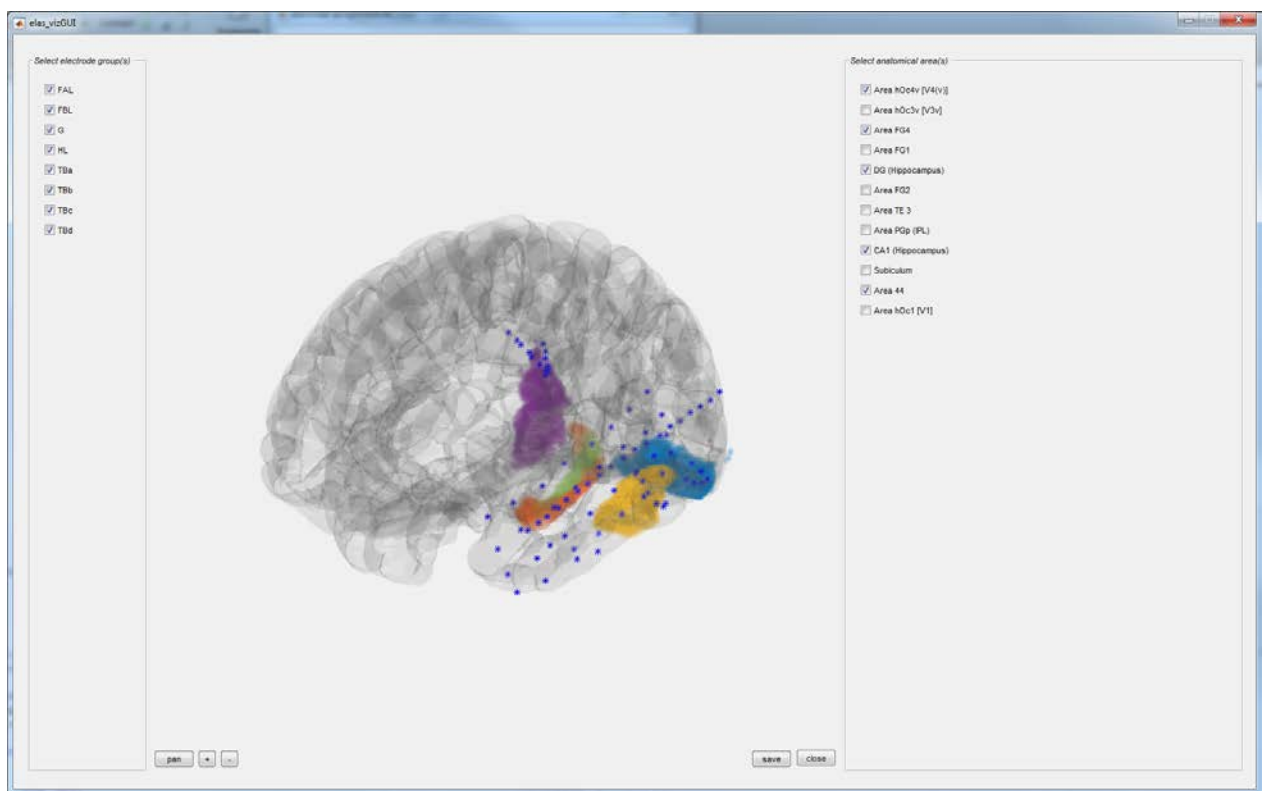 elas_vizGUI
Select electrode group(s)
FAL
FBL
G
HL
TBa
TBb
TBc
TBd
Select anatomical area(s)
Area hOc4v [V4(v)]
Area hOc3v [V3v]
Area FG4
Area FG1
DG (Hippocampus)
Area FG2
Area TE 3
Area PGp (IPL)
CA1 (Hippocampus)
Subiculum
Area 44
Area hOc1 [V1]
pan + -
save close